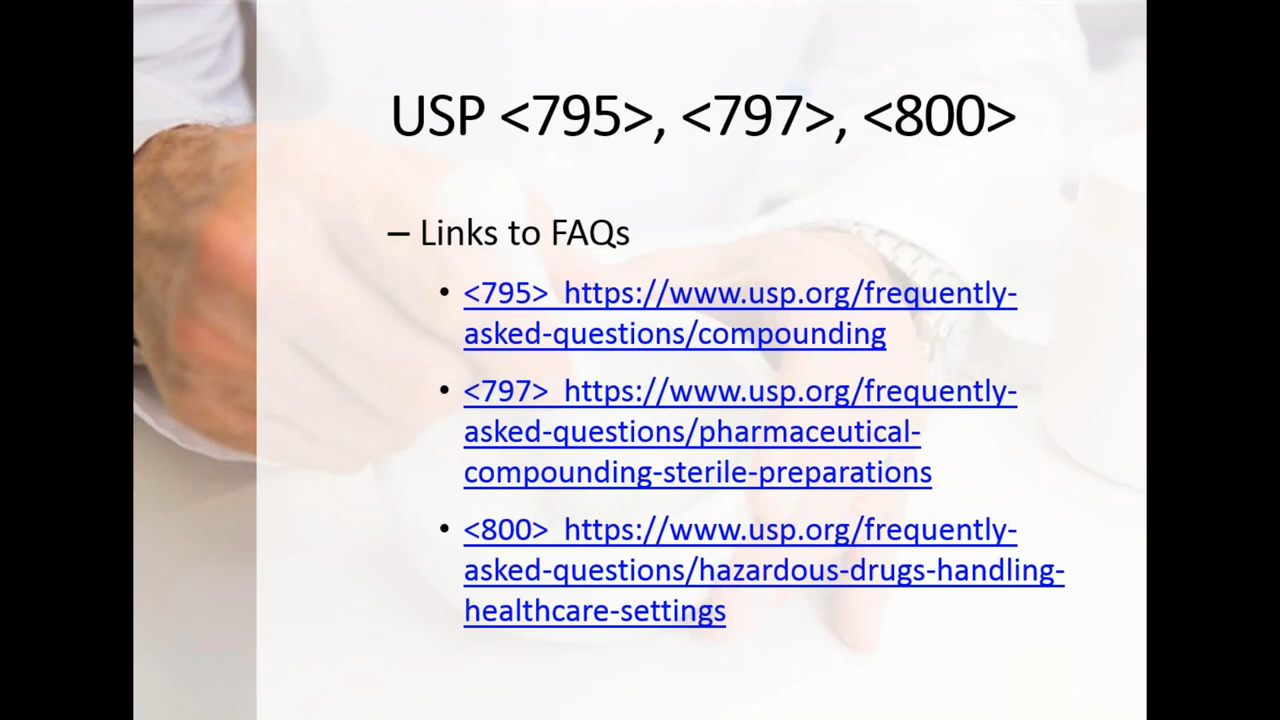 USP <795>, <797>, <800>
– Links to FAQs
• <795>  https://www.usp.org/frequently-
asked-questions/compounding
• <797>  https://www.usp.org/frequently-
asked-questions/pharmaceutical-
compounding-sterile-preparations
• <800>  https://www.usp.org/frequently-
asked-questions/hazardous-drugs-handling-
healthcare-settings